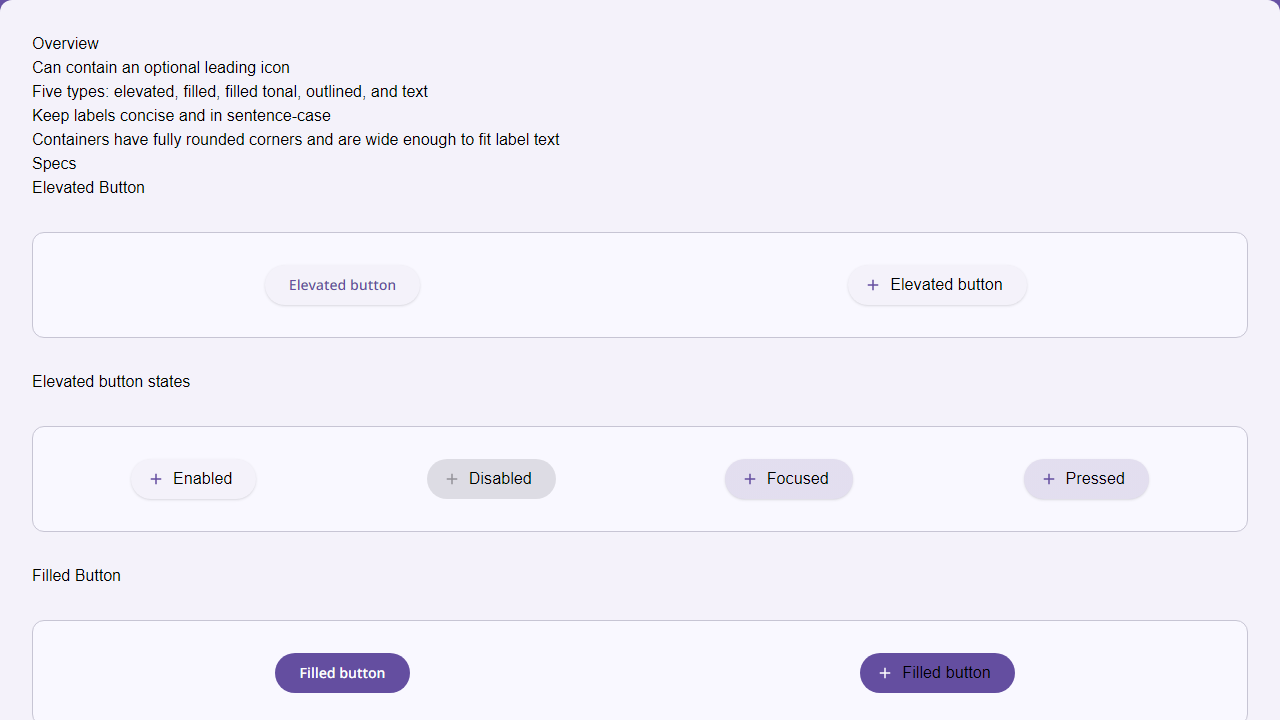 Overview
Can contain an optional leading icon
Five types: elevated, filled, filled tonal, outlined, and text
Keep labels concise and in sentence-case
Containers have fully rounded corners and are wide enough to fit label text
Specs
Elevated Button
Elevated button
+ Elevated button
Elevated button states
+ Enabled
+ Disabled
+ Focused
+ Pressed
Filled Button
Filled button
+ Filled button